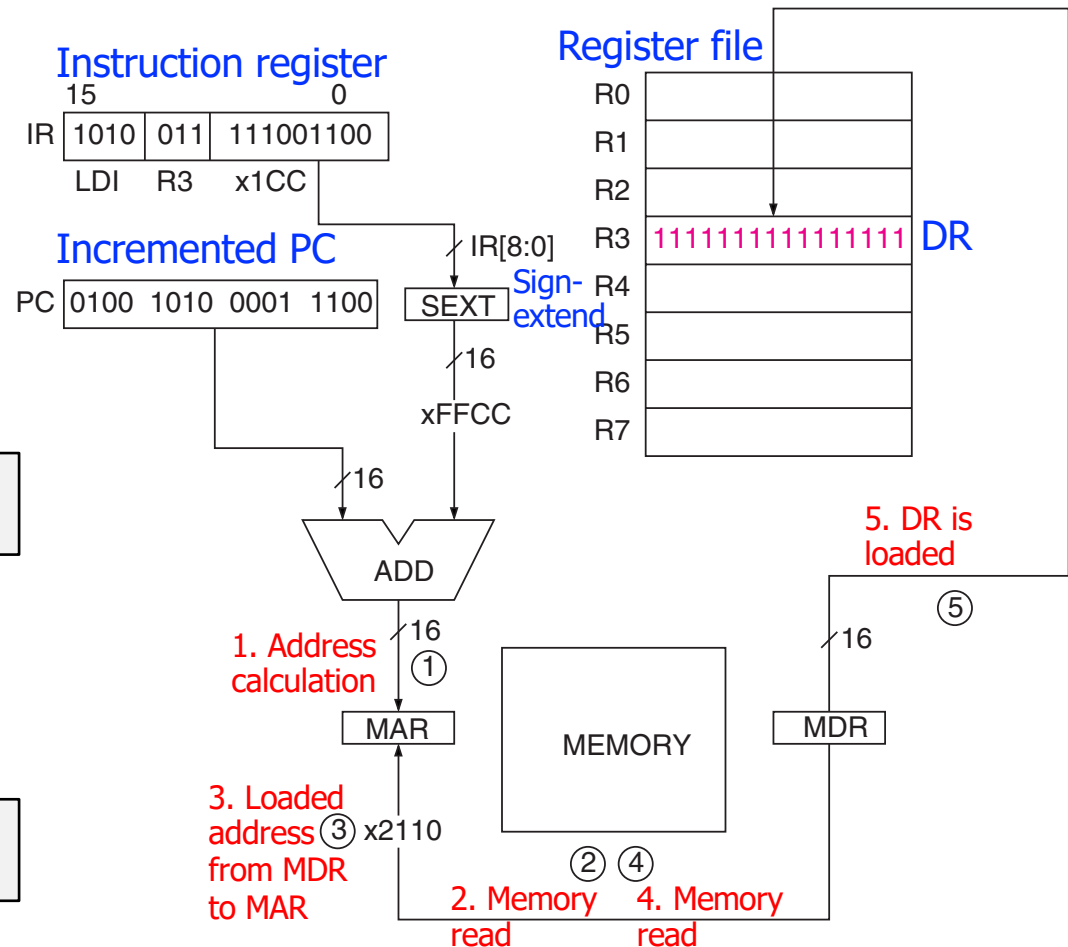 Instruction register
15 0
IR 1010 011 111001100
LDI R3 x1CC
IR[8:0]
Incremented PC
PC 0100 1010 0001 1100
SEXT
Sign-
extend
16
xFFCC
16
ADD
16
1. Address
calculation
1
MAR
3. Loaded
address
from MDR
to MAR
3 x2110
MEMORY
2 4
2. Memory
read
4. Memory
read
MDR
16
5. DR is
loaded
5
Register file
R0
R1
R2
R3 1111111111111111 DR
R4
R5
R6
R7